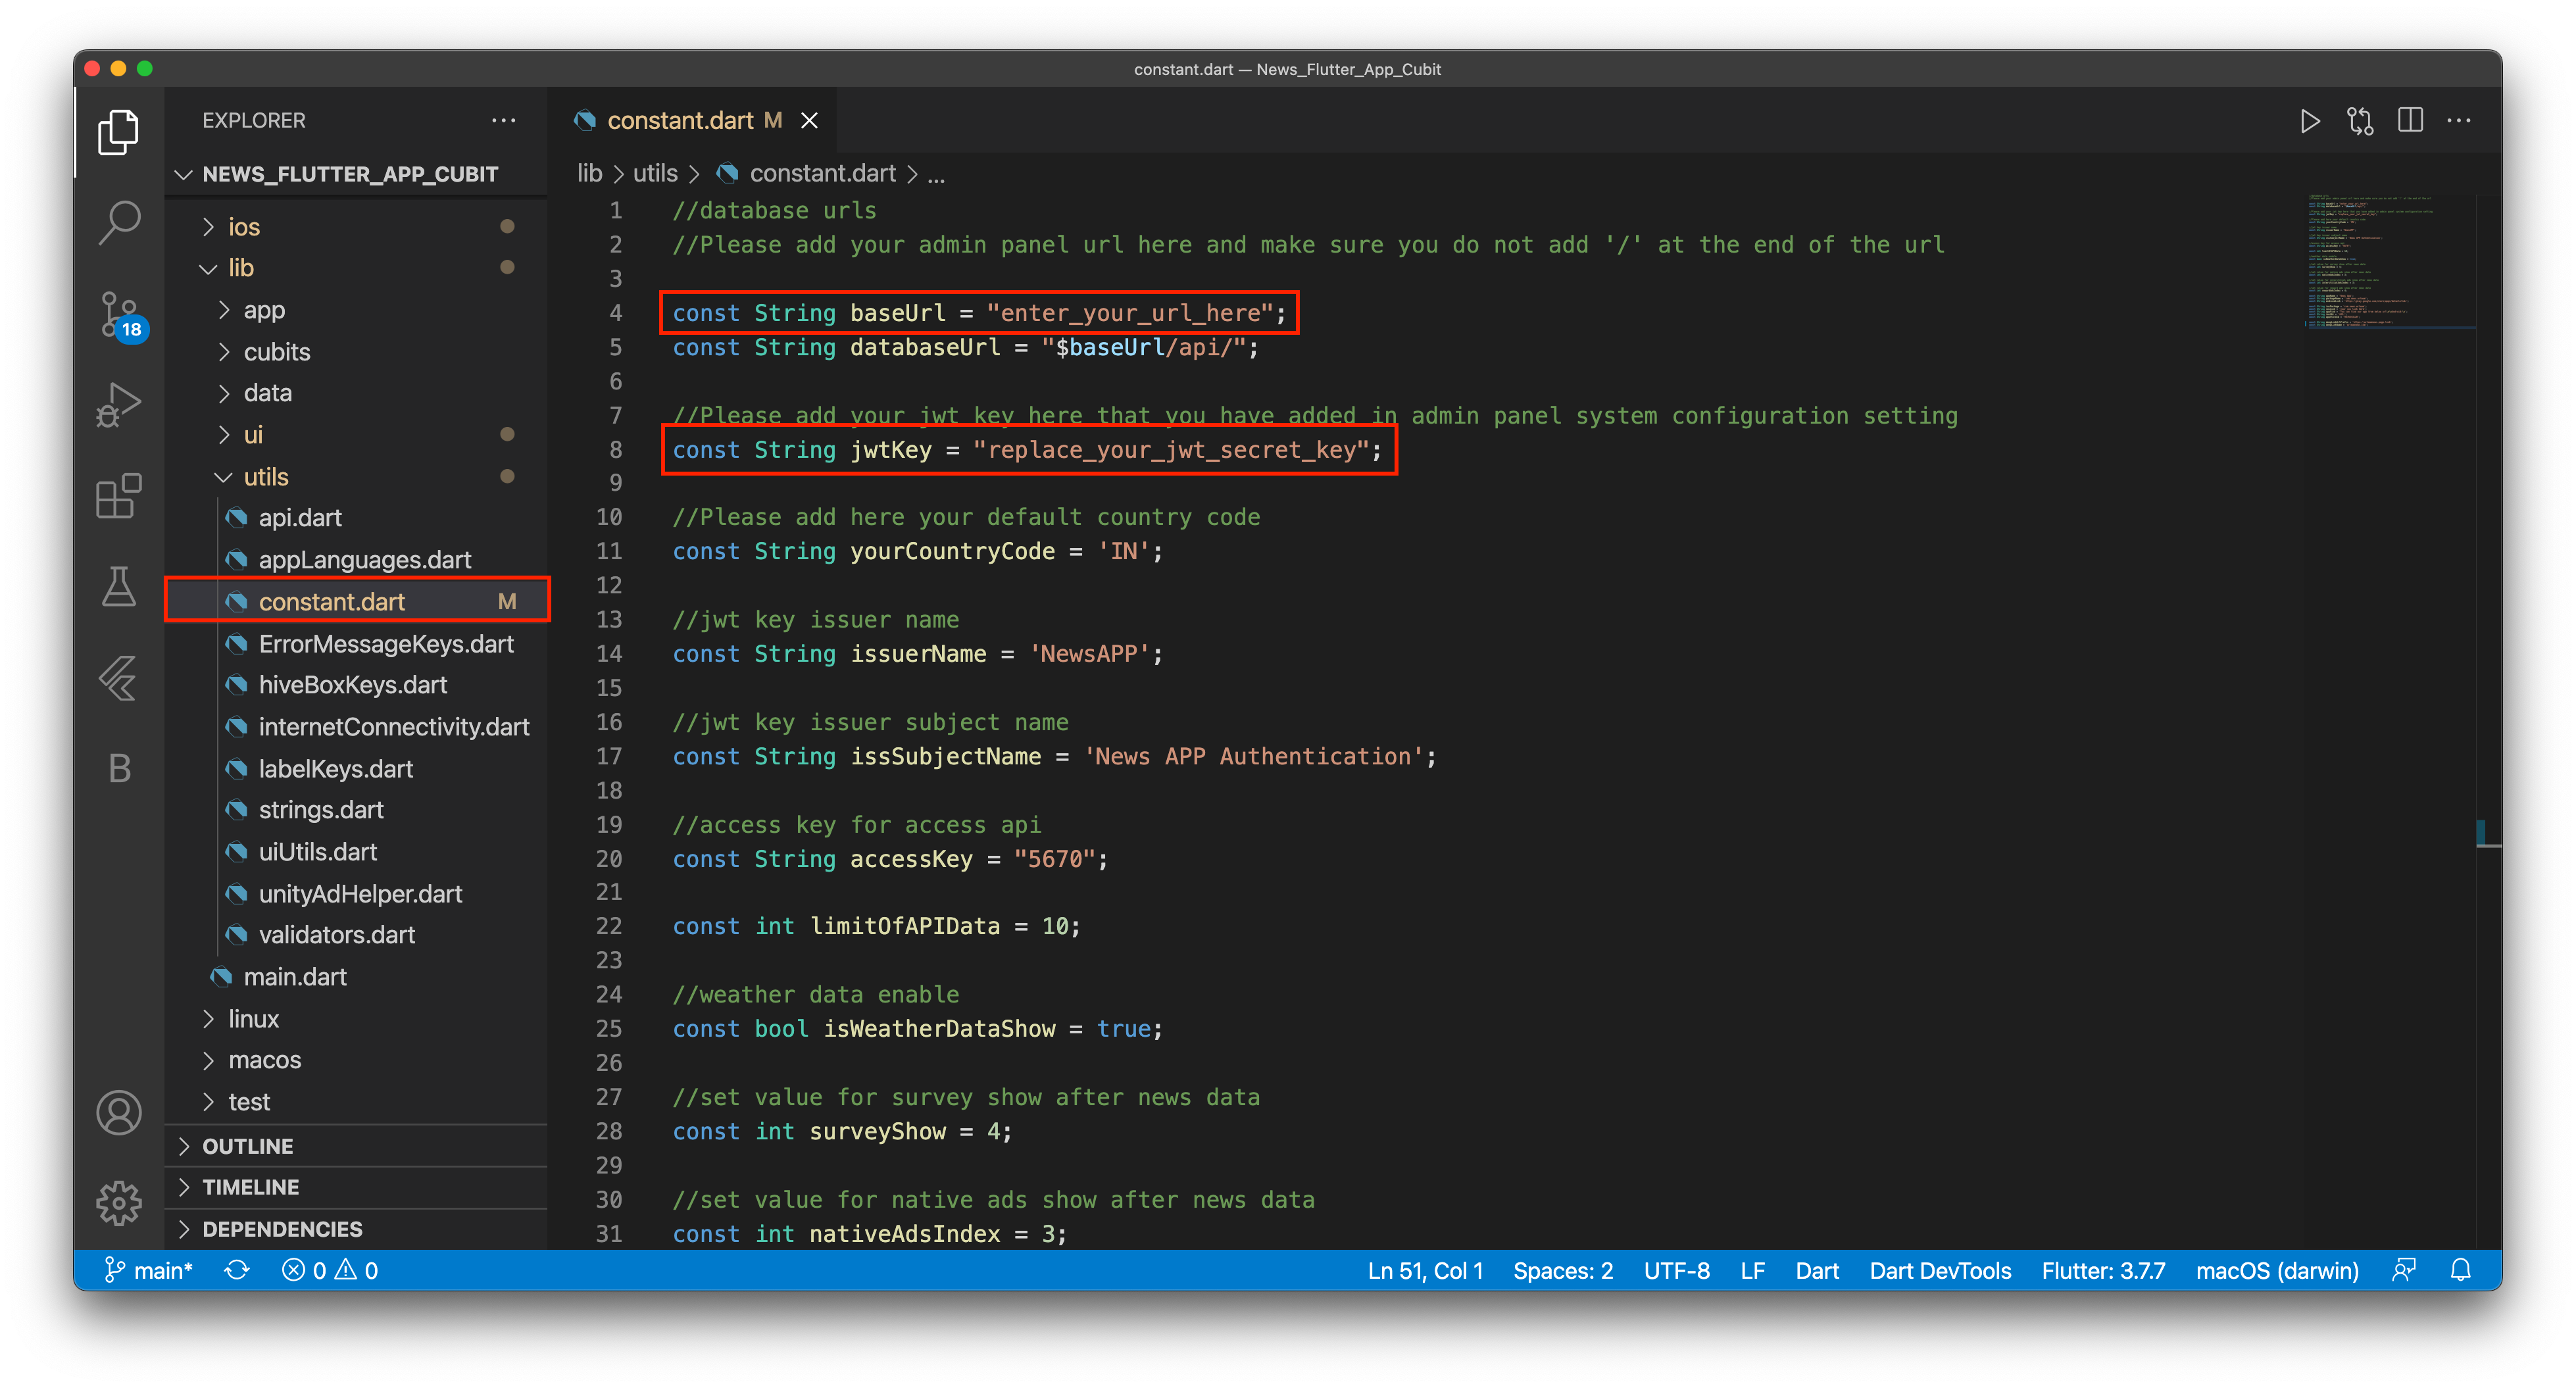 constant.dart — News_Flutter_App_Cubit
EXPLORER
constant.dart M
NEWS_FLUTTER_APP_CUBIT
lib > utils > constant.dart > ...
ios
lib
app
cubits
data
ui
utils
api.dart
appLanguages.dart
constant.dart M
ErrorMessageKeys.dart
hiveBoxKeys.dart
internetConnectivity.dart
labelKeys.dart
strings.dart
uiUtils.dart
unityAdHelper.dart
validators.dart
main.dart
linux
macos
test
OUTLINE
TIMELINE
DEPENDENCIES
18
B
1 //database urls
2 //Please add your admin panel url here and make sure you do not add '/' at the end of the url
3
4 const String baseUrl = "enter_your_url_here";
5 const String databaseUrl = "$baseUrl/api/";
6
7 //Please add your jwt key here that you have added in admin panel system configuration setting
8 const String jwtKey = "replace_your_jwt_secret_key";
9
10 //Please add here your default country code
11 const String yourCountryCode = 'IN';
12
13 //jwt key issuer name
14 const String issuerName = 'NewsAPP';
15
16 //jwt key issuer subject name
17 const String issSubjectName = 'News APP Authentication';
18
19 //access key for access api
20 const String accessKey = "5670";
21
22 const int limitOfAPIData = 10;
23
24 //weather data enable
25 const bool isWeatherDataShow = true;
26
27 //set value for survey show after news data
28 const int surveyShow = 4;
29
30 //set value for native ads show after news data
31 const int nativeAdsIndex = 3;
main* 0 0 Ln 51, Col 1 Spaces: 2 UTF-8 LF Dart Dart DevTools Flutter: 3.7.7 macOS (darwin)